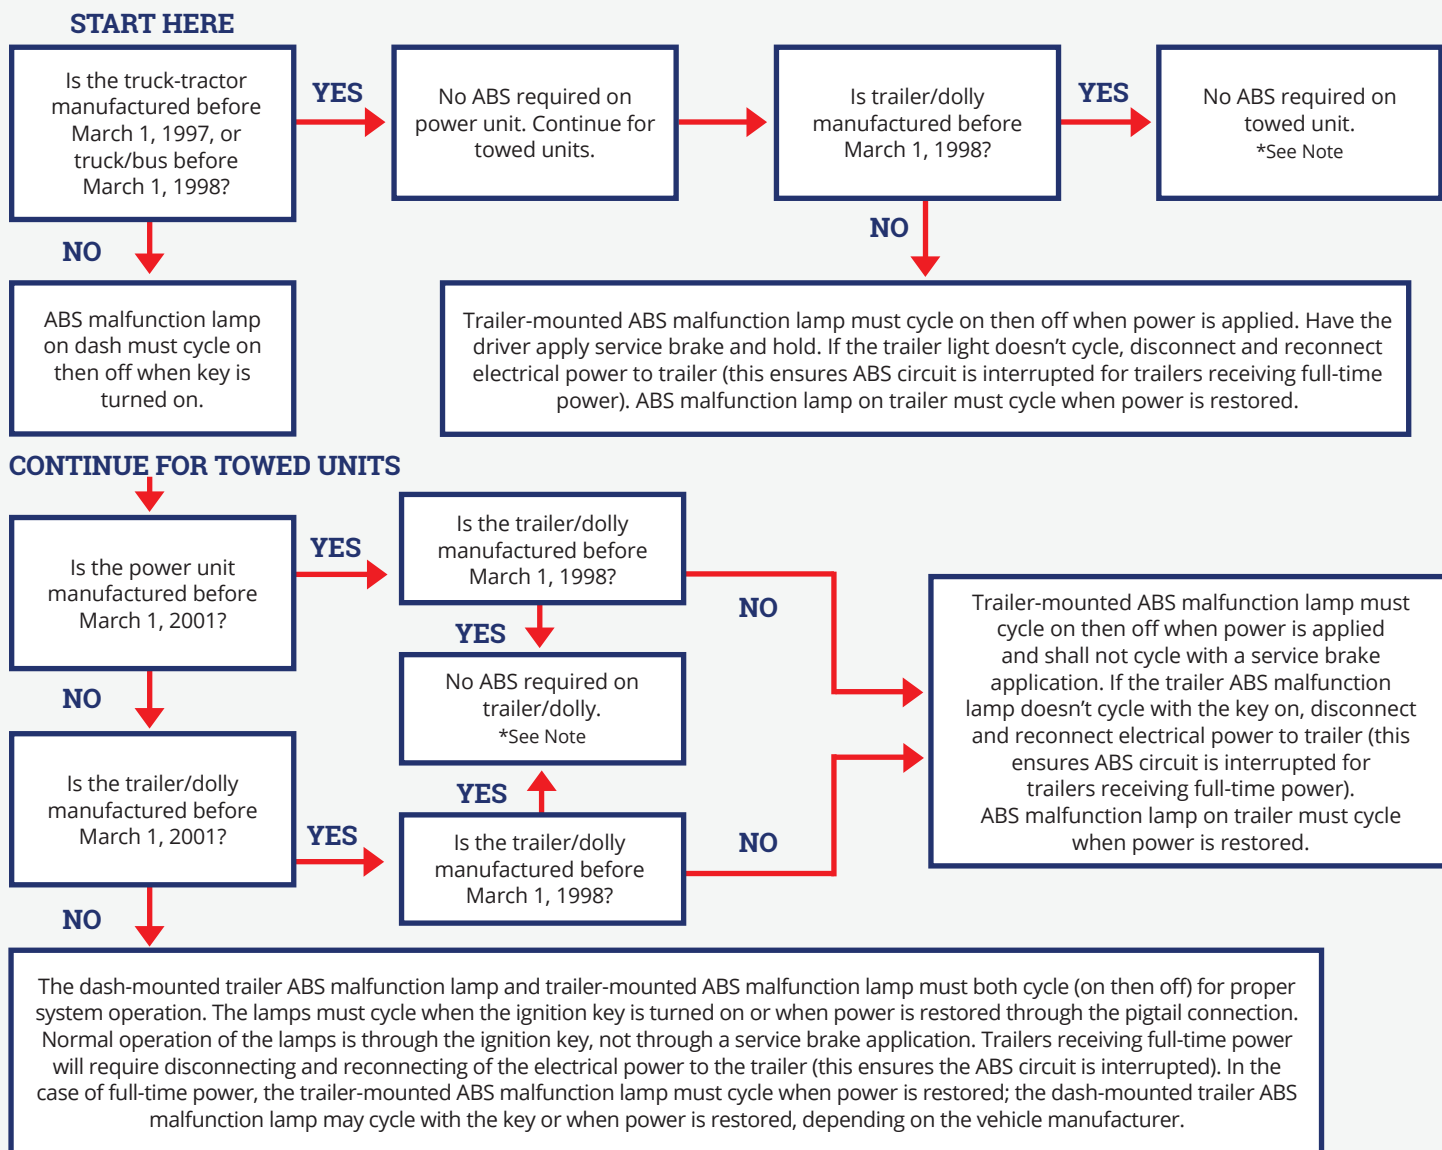 START HERE
Is the truck-tractor
manufactured before
March 1, 1997, or
truck/bus before
March 1, 1998?
YES
No ABS required on
power unit. Continue for
towed units.
Is trailer/dolly
manufactured before
March 1, 1998?
YES
No ABS required on
towed unit.
*See Note
NO
NO
ABS malfunction lamp
on dash must cycle on
then off when key is
turned on.
Trailer-mounted ABS malfunction lamp must cycle on then off when power is applied. Have the
driver apply service brake and hold. If the trailer light doesn’t cycle, disconnect and reconnect
electrical power to trailer (this ensures ABS circuit is interrupted for trailers receiving full-time
power). ABS malfunction lamp on trailer must cycle when power is restored.
CONTINUE FOR TOWED UNITS
Is the power unit
manufactured before
March 1, 2001?
YES
Is the trailer/dolly
manufactured before
March 1, 1998?
NO
YES
No ABS required on
trailer/dolly.
*See Note
Trailer-mounted ABS malfunction lamp must
cycle on then off when power is applied
and shall not cycle with a service brake
application. If the trailer ABS malfunction
lamp doesn’t cycle with the key on, disconnect
and reconnect electrical power to trailer (this
ensures ABS circuit is interrupted for
trailers receiving full-time power).
ABS malfunction lamp on trailer must cycle
when power is restored.
NO
Is the trailer/dolly
manufactured before
March 1, 2001?
YES
YES
Is the trailer/dolly
manufactured before
March 1, 1998?
NO
NO
The dash-mounted trailer ABS malfunction lamp and trailer-mounted ABS malfunction lamp must both cycle (on then off) for proper
system operation. The lamps must cycle when the ignition key is turned on or when power is restored through the pigtail connection.
Normal operation of the lamps is through the ignition key, not through a service brake application. Trailers receiving full-time power
will require disconnecting and reconnecting of the electrical power to the trailer (this ensures the ABS circuit is interrupted). In the
case of full-time power, the trailer-mounted ABS malfunction lamp must cycle when power is restored; the dash-mounted trailer ABS
malfunction lamp may cycle with the key or when power is restored, depending on the vehicle manufacturer.